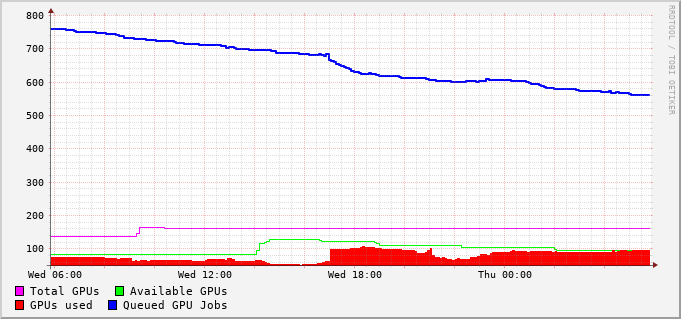 800
700
600
500
400
300
200
100
Wed 06:00 Wed 12:00 Wed 18:00 Thu 00:00
Total GPUs Available GPUs
GPUs used Queued GPU Jobs
RRDTOOL / TOBI OETIKER